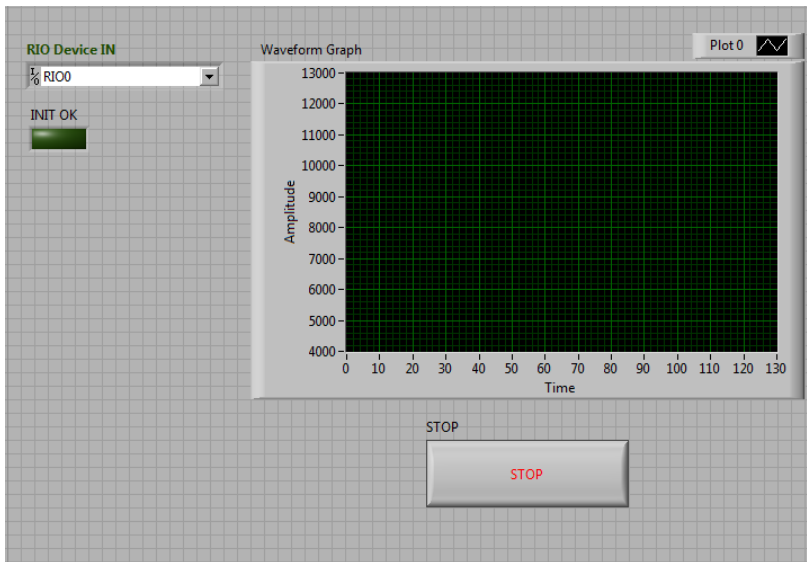 RIO Device IN
I/O RIO0
INIT OK
Waveform Graph
Plot 0
13000
12000
11000
10000
9000
8000
7000
6000
5000
4000
Amplitude
0 10 20 30 40 50 60 70 80 90 100 110 120 130
Time
STOP
STOP